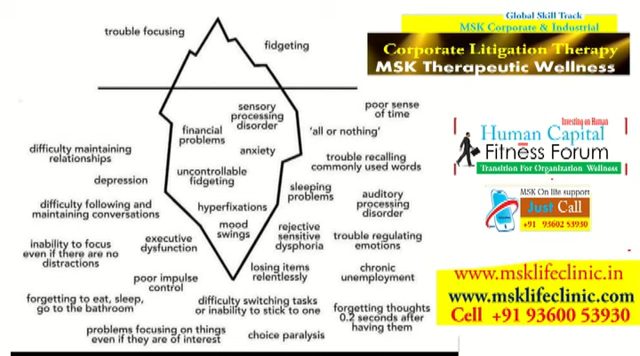 trouble focusing
fidgeting
sensory
processing
disorder
poor sense
of time
financial
problems
'all or nothing'
anxiety
difficulty maintaining
relationships
trouble recalling
commonly used words
depression
uncontrollable
fidgeting
sleeping
problems
auditory
processing
disorder
difficulty following and
maintaining conversations
hyperfixations
mood
swings
rejective
sensitive
dysphoria
trouble regulating
emotions
inability to focus
even if there are no
distractions
executive
dysfunction
poor impulse
control
losing items
relentlessly
chronic
unemployment
forgetting to eat, sleep,
go to the bathroom
difficulty switching tasks
or inability to stick to one
forgetting thoughts
0.2 seconds after
having them
problems focusing on things
even if they are of interest
choice paralysis
Global Skill Track
MSK Corporate & Industrial
Corporate Litigation Therapy
MSK Therapeutic Wellness
Investing on Human
Human Capital
Fitness Forum
Transition For Organization Wellness
MSK On life support
Just Call
+91 93602 53930
www.msklifeclinic.in
www.msklifeclinic.com
Cell +91 93600 53930